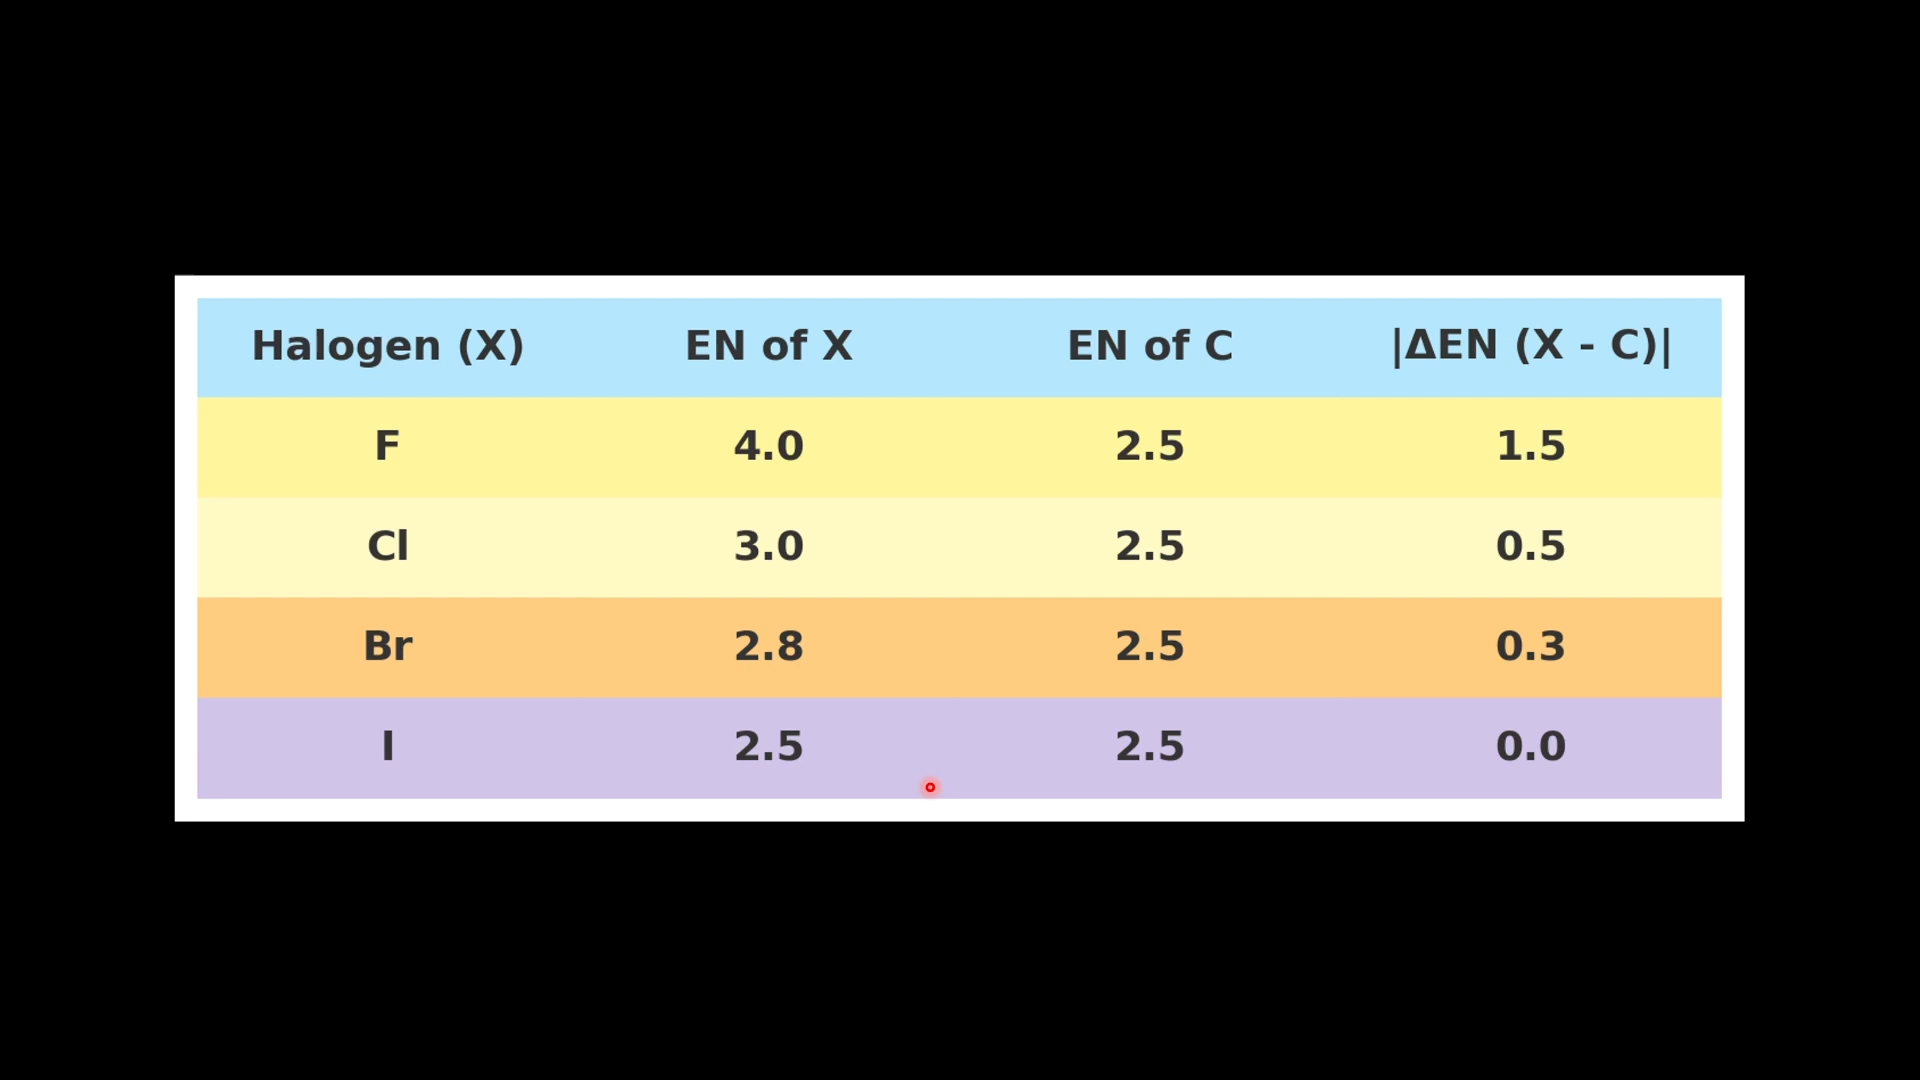 Halogen (X) EN of X EN of C |ΔEN (X - C)|
F 4.0 2.5 1.5
Cl 3.0 2.5 0.5
Br 2.8 2.5 0.3
I 2.5 2.5 0.0